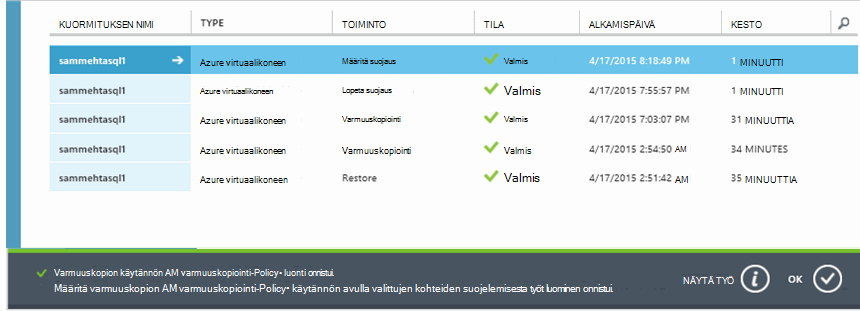 KUORMITUKSEN NIMI TYPE TOIMINTO TILA ALKAMISPÄIVÄ KESTO
sammehtasql1 Azure virtuaalikoneen Määritä suojaus Valmis 4/17/2015 8:18:49 PM 1 MINUUTTI
sammehtasql1 Azure virtuaalikoneen Lopeta suojaus Valmis 4/17/2015 7:55:57 PM 1 MINUUTTI
sammehtasql1 Azure virtuaalikoneen Varmuuskopiointi Valmis 4/17/2015 7:03:07 PM 31 MINUUTTIA
sammehtasql1 Azure virtuaalikoneen Varmuuskopiointi Valmis 4/17/2015 2:54:50 AM 34 MINUTES
sammehtasql1 Azure virtuaalikoneen Restore Valmis 4/17/2015 2:51:42 AM 35 MINUUTTIA
Varmuuskopion käytännön AM varmuuskopiointi-Policy• luonti onnistui.
Määritä varmuuskopion AM varmuuskopiointi-Policy• käytännön avulla valittujen kohteiden suojelemisesta työt luominen onnistui.
NÄYTÄ TYÖ OK